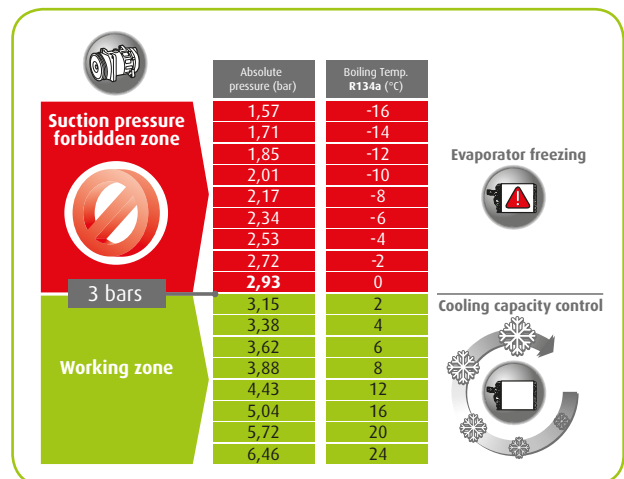 Absolute
pressure (bar)
Boiling Temp.
R134a (°C)
Suction pressure
forbidden zone
1,57 -16
1,71 -14
1,85 -12
2,01 -10
2,17 -8
2,34 -6
2,53 -4
2,72 -2
2,93 0
Evaporator freezing
3 bars
3,15 2
3,38 4
3,62 6
3,88 8
4,43 12
5,04 16
5,72 20
6,46 24
Working zone
Cooling capacity control